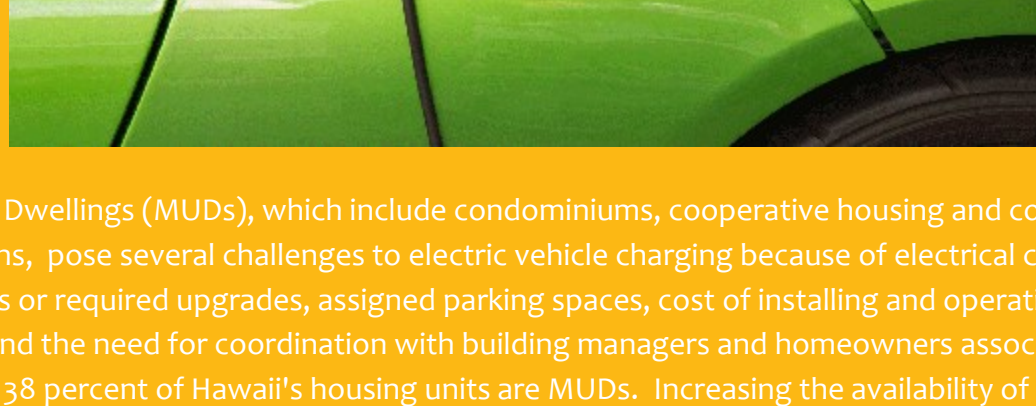 Dwellings (MUDs), which include condominiums, cooperative housing and co
ns, pose several challenges to electric vehicle charging because of electrical c
s or required upgrades, assigned parking spaces, cost of installing and operati
nd the need for coordination with building managers and homeowners assoc
38 percent of Hawaii's housing units are MUDs. Increasing the availability of